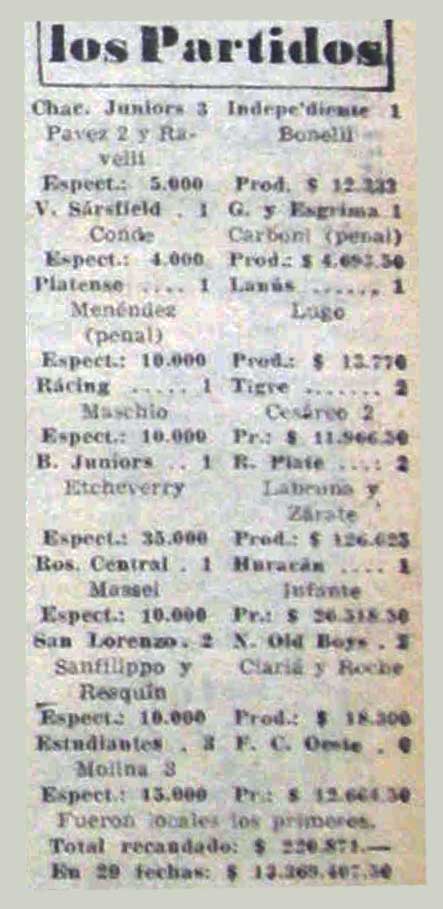 los Partidos
Chac. Juniors 3 Indepe'diente 1
Pavez 2 y Ra- Bonelli
velli
Espect.: 5.000 Prod. $ 12.333
V. Sársfield . 1 G. y Esgrima 1
Conde Carboni (penal)
Espect.: 4.000 Prod.: $ 4.693.50
Platense .... 1 Lanús ...... 1
Menéndez Lugo
(penal)
Espect.: 10.000 Prod.: $ 13.770
Rácing ..... 1 Tigre ....... 2
Maschio Cesáreo 2
Espect.: 10.000 Pr.: $ 11.966.50
B. Juniors .. 1 R. Plate .... 2
Etcheverry Labruna y
Zárate
Espect.: 35.000 Prod.: $ 126.625
Ros. Central . 1 Huracán .... 1
Massei Infante
Espect.: 10.000 Pr.: $ 20.518.50
San Lorenzo. 2 N. Old Boys . 2
Sanfilippo y Clariá y Roche
Resquín
Espect.: 10.000 Prod.: $ 18.300
Estudiantes . 3 F. C. Oeste . 0
Molina 3
Espect.: 15.000 Pr.: $ 12.664.50
Fueron locales los primeros.
Total recaudado: $ 220.871.—
En 29 fechas: $ 13.369.407.50